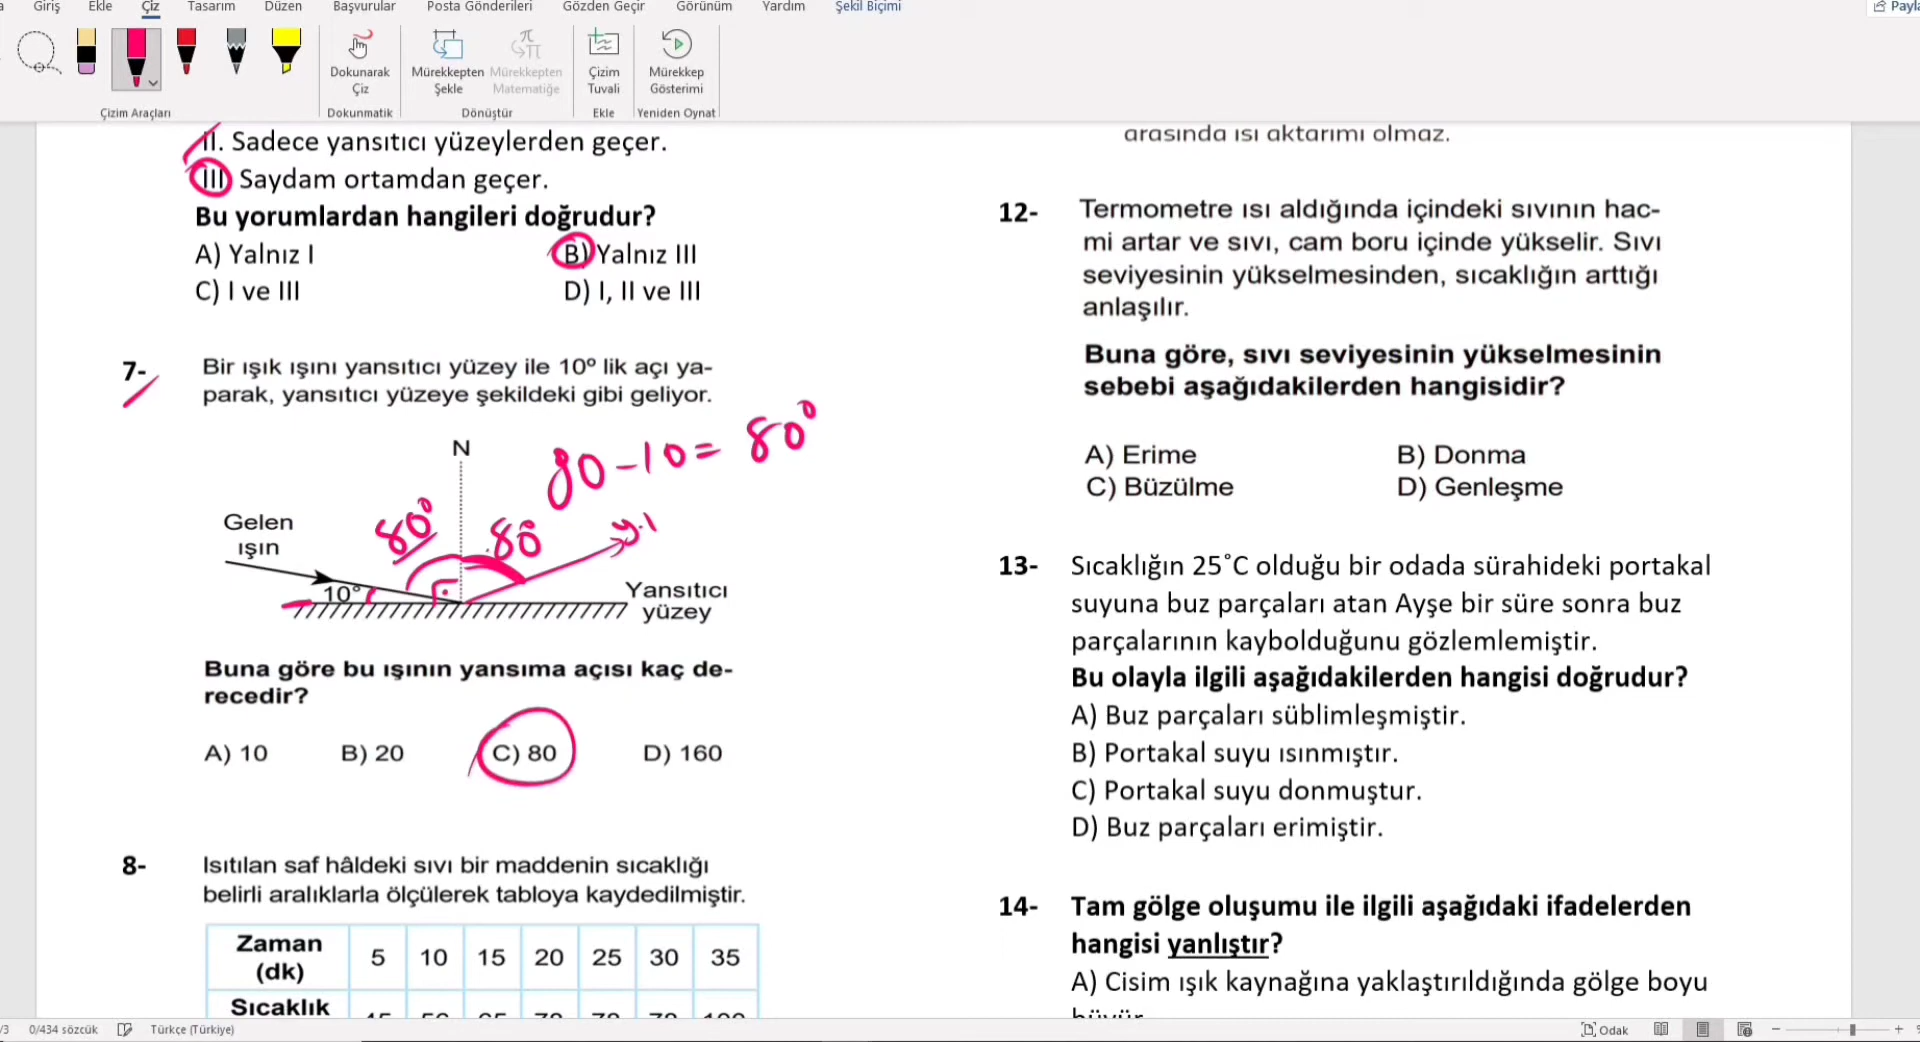 Giriş Ekle Çiz Tasarım Düzen Başvurular Posta Gönderileri Gözden Geçir Görünüm Yardım Şekil Biçimi
Dokunarak Çiz
Mürekkepten Şekle
Mürekkepten Matematiğe
Çizim Tuvali
Mürekkep Gösterimi
Çizim Araçları Dokunmatik Dönüştür Ekle Yeniden Oynat
II. Sadece yansıtıcı yüzeylerden geçer.
III Saydam ortamdan geçer.
Bu yorumlardan hangileri doğrudur?
A) Yalnız I B) Yalnız III
C) I ve III D) I, II ve III
7- Bir ışık ışını yansıtıcı yüzey ile 10º lik açı ya-
parak, yansıtıcı yüzeye şekildeki gibi geliyor.
N
80-10= 80°
80° 80 y.ı
Gelen
ışın
10°
Yansıtıcı
yüzey
Buna göre bu ışının yansıma açısı kaç de-
recedir?
A) 10 B) 20 C) 80 D) 160
8- Isıtılan saf hâldeki sıvı bir maddenin sıcaklığı
belirli aralıklarla ölçülerek tabloya kaydedilmiştir.
Zaman
(dk) 5 10 15 20 25 30 35
Sıcaklık
arasında ısı aktarımı olmaz.
12- Termometre ısı aldığında içindeki sıvının hac-
mi artar ve sıvı, cam boru içinde yükselir. Sıvı
seviyesinin yükselmesinden, sıcaklığın arttığı
anlaşılır.
Buna göre, sıvı seviyesinin yükselmesinin
sebebi aşağıdakilerden hangisidir?
A) Erime B) Donma
C) Büzülme D) Genleşme
13- Sıcaklığın 25˚C olduğu bir odada sürahideki portakal
suyuna buz parçaları atan Ayşe bir süre sonra buz
parçalarının kaybolduğunu gözlemlemiştir.
Bu olayla ilgili aşağıdakilerden hangisi doğrudur?
A) Buz parçaları süblimleşmiştir.
B) Portakal suyu ısınmıştır.
C) Portakal suyu donmuştur.
D) Buz parçaları erimiştir.
14- Tam gölge oluşumu ile ilgili aşağıdaki ifadelerden
hangisi yanlıştır?
A) Cisim ışık kaynağına yaklaştırıldığında gölge boyu
büyür.
/3 0/434 sözcük Türkçe (Türkiye) Odak